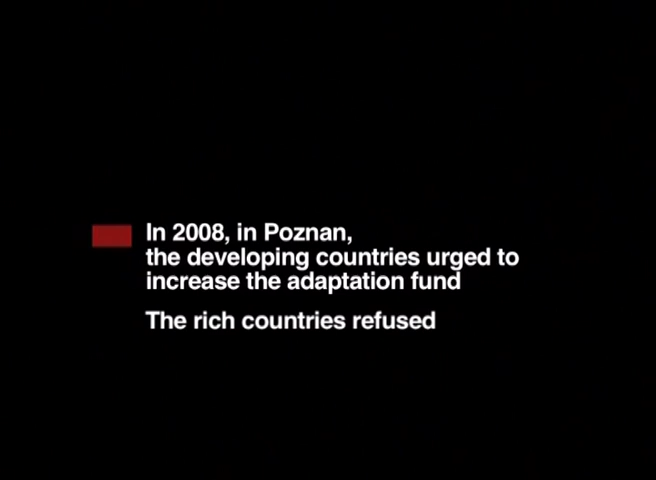 In 2008, in Poznan,
the developing countries urged to
increase the adaptation fund
The rich countries refused